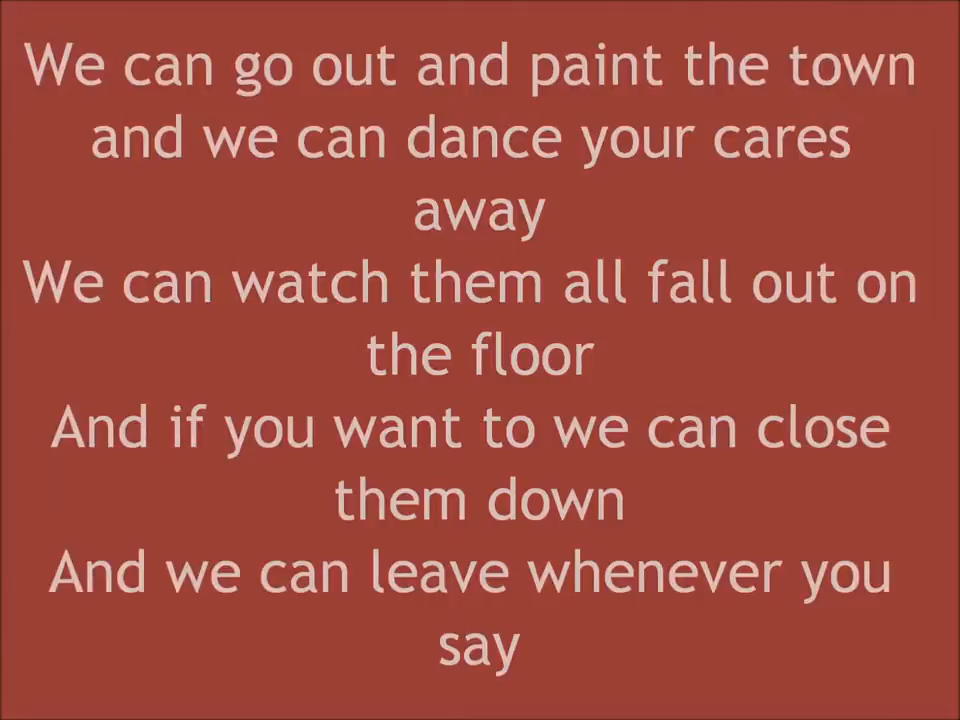 We can go out and paint the town
and we can dance your cares
away
We can watch them all fall out on
the floor
And if you want to we can close
them down
And we can leave whenever you
say